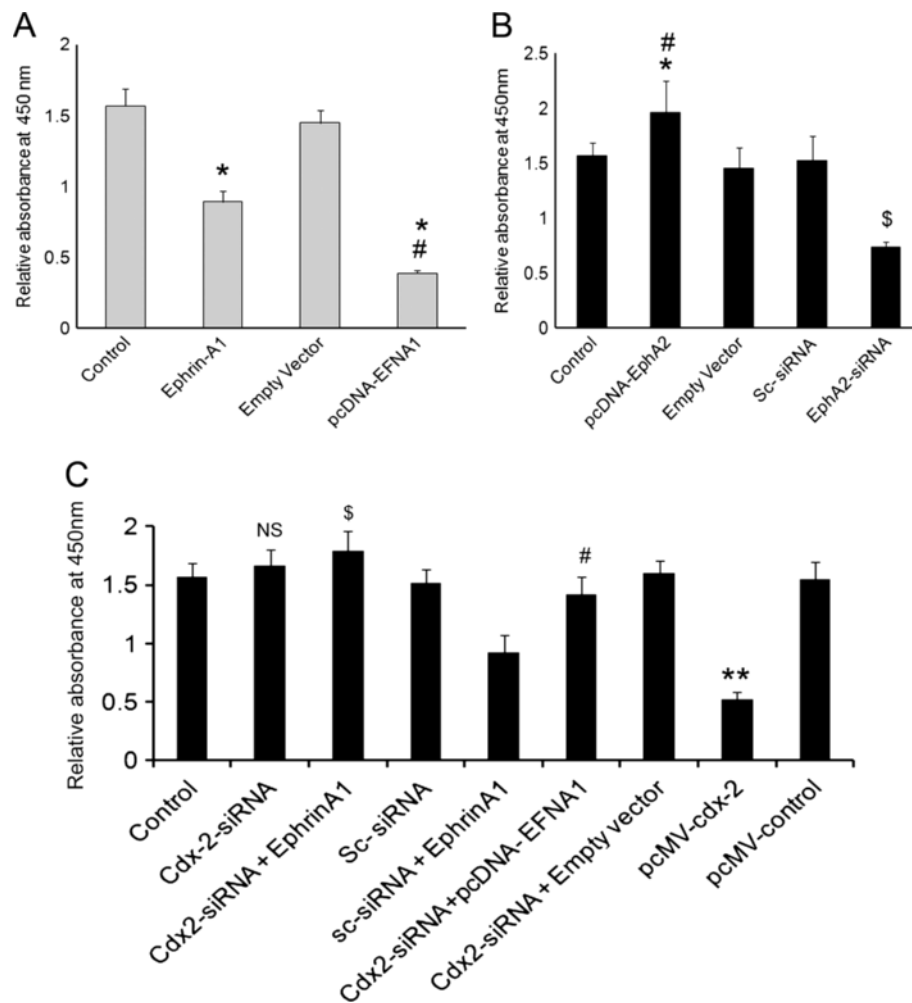 A
Relative absorbance at 450 nm
2
1.5
1
0.5
0
*
*
#
Control
Ephrin-A1
Empty Vector
pcDNA-EFNA1
B
Relative absorbance at 450nm
2.5
2
1.5
1
0.5
0
#
*
$
Control
pcDNA-EphA2
Empty Vector
Sc- siRNA
EphA2-siRNA
C
Relative absorbance at 450nm
2
1.5
1
0.5
0
NS
$
#
**
Control
Cdx-2-siRNA
Cdx2-siRNA + EphrinA1
Sc- siRNA
sc-siRNA + EphrinA1
Cdx2-siRNA+pcDNA- EFNA1
Cdx2-siRNA + Empty vector
pcMV-cdx-2
pcMV-control